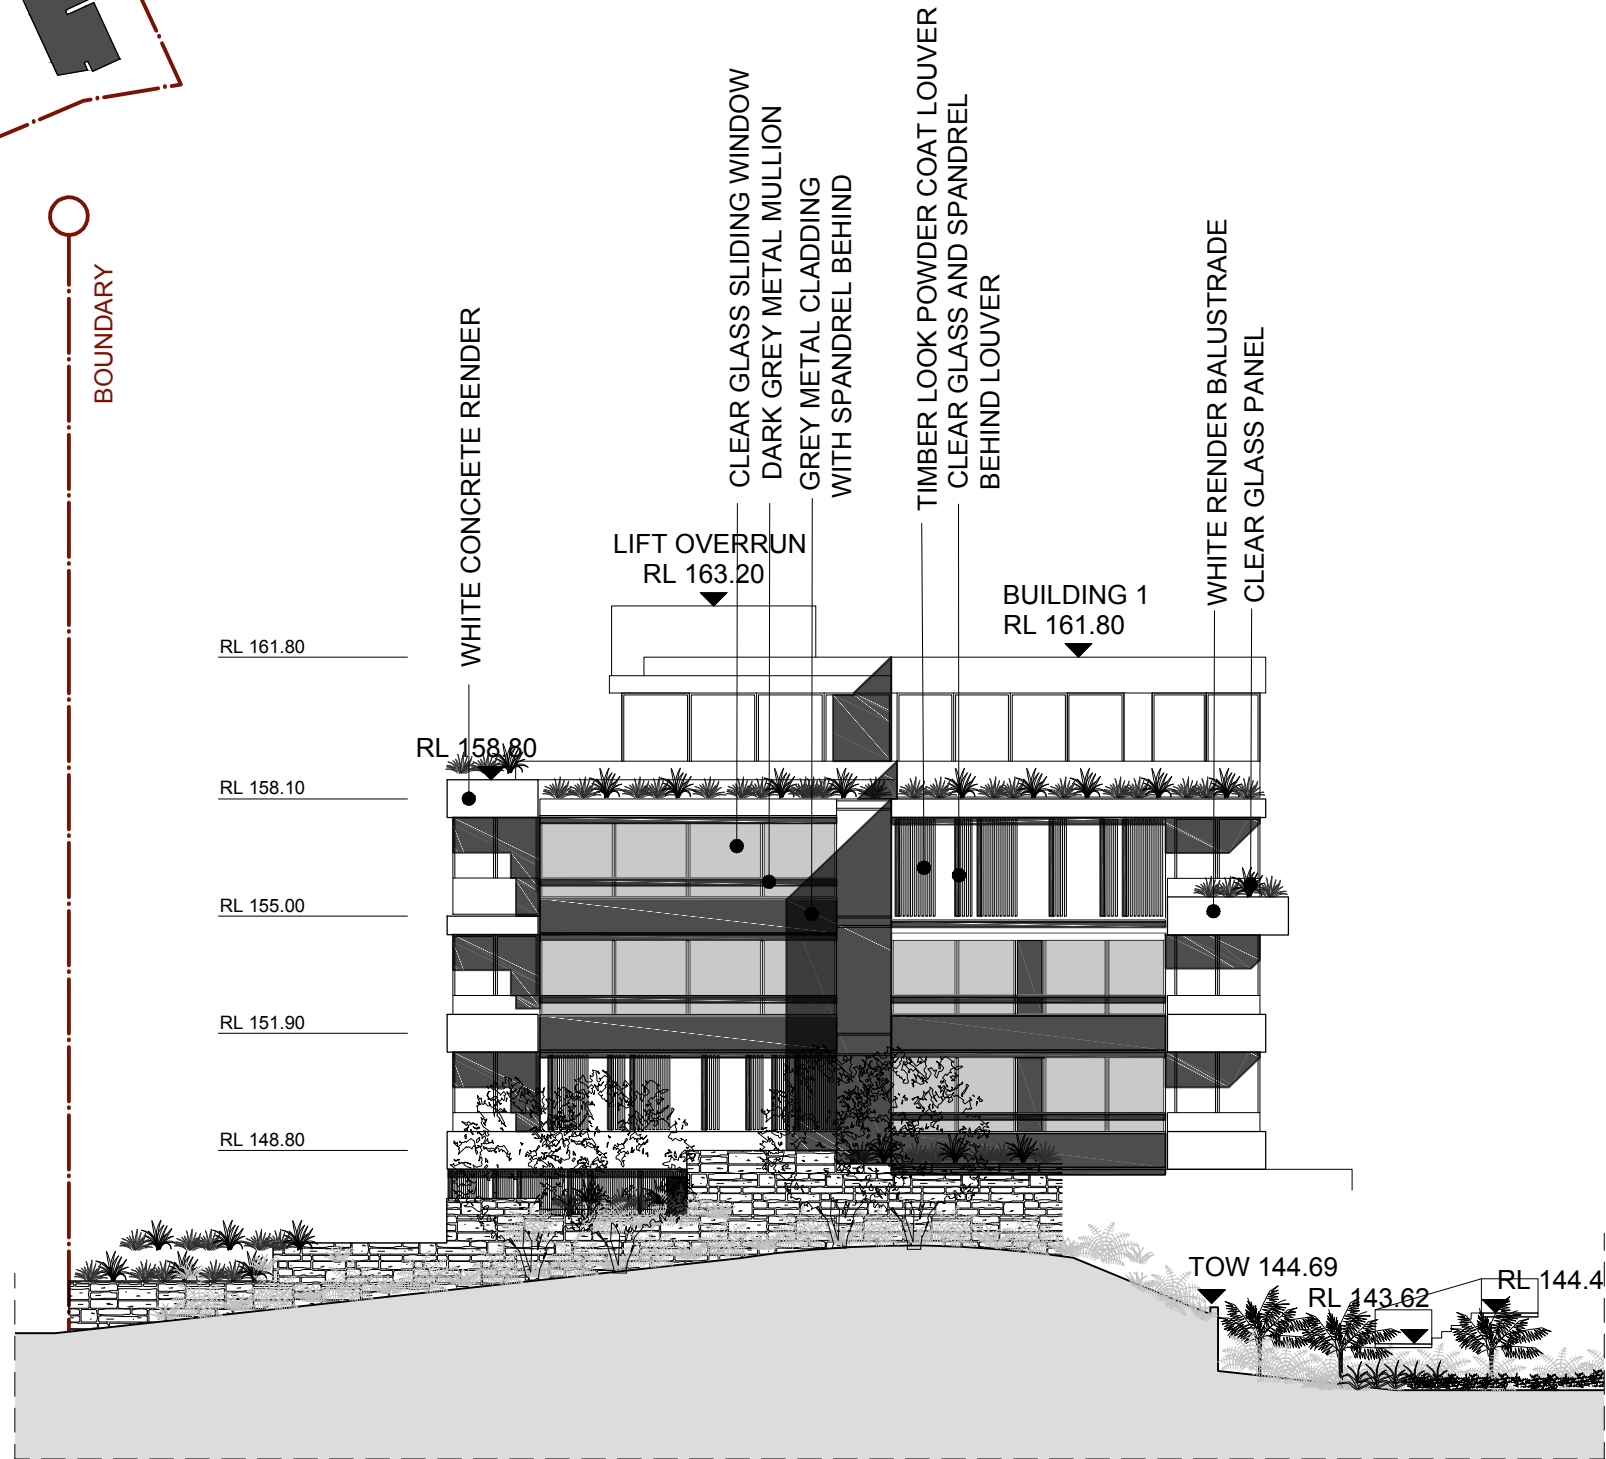 TIMBER LOOK POWDER COAT LOUVER
CLEAR GLASS AND SPANDREL
BEHIND LOUVER
CLEAR GLASS SLIDING WINDOW
DARK GREY METAL MULLION
GREY METAL CLADDING
WITH SPANDREL BEHIND
WHITE RENDER BALUSTRADE
CLEAR GLASS PANEL
BOUNDARY
WHITE CONCRETE RENDER
LIFT OVERRUN
RL 163.20
BUILDING 1
RL 161.80
RL 161.80
RL 158.80
RL 158.10
RL 155.00
RL 151.90
RL 148.80
TOW 144.69
RL 143.62
RL 144.4